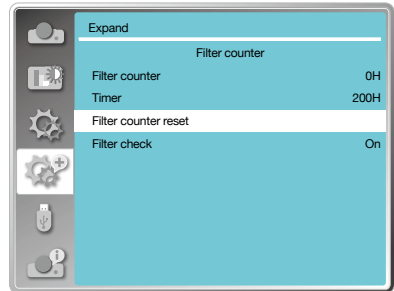 Expand
Filter counter
Filter counter 0H
Timer 200H
Filter counter reset
Filter check On